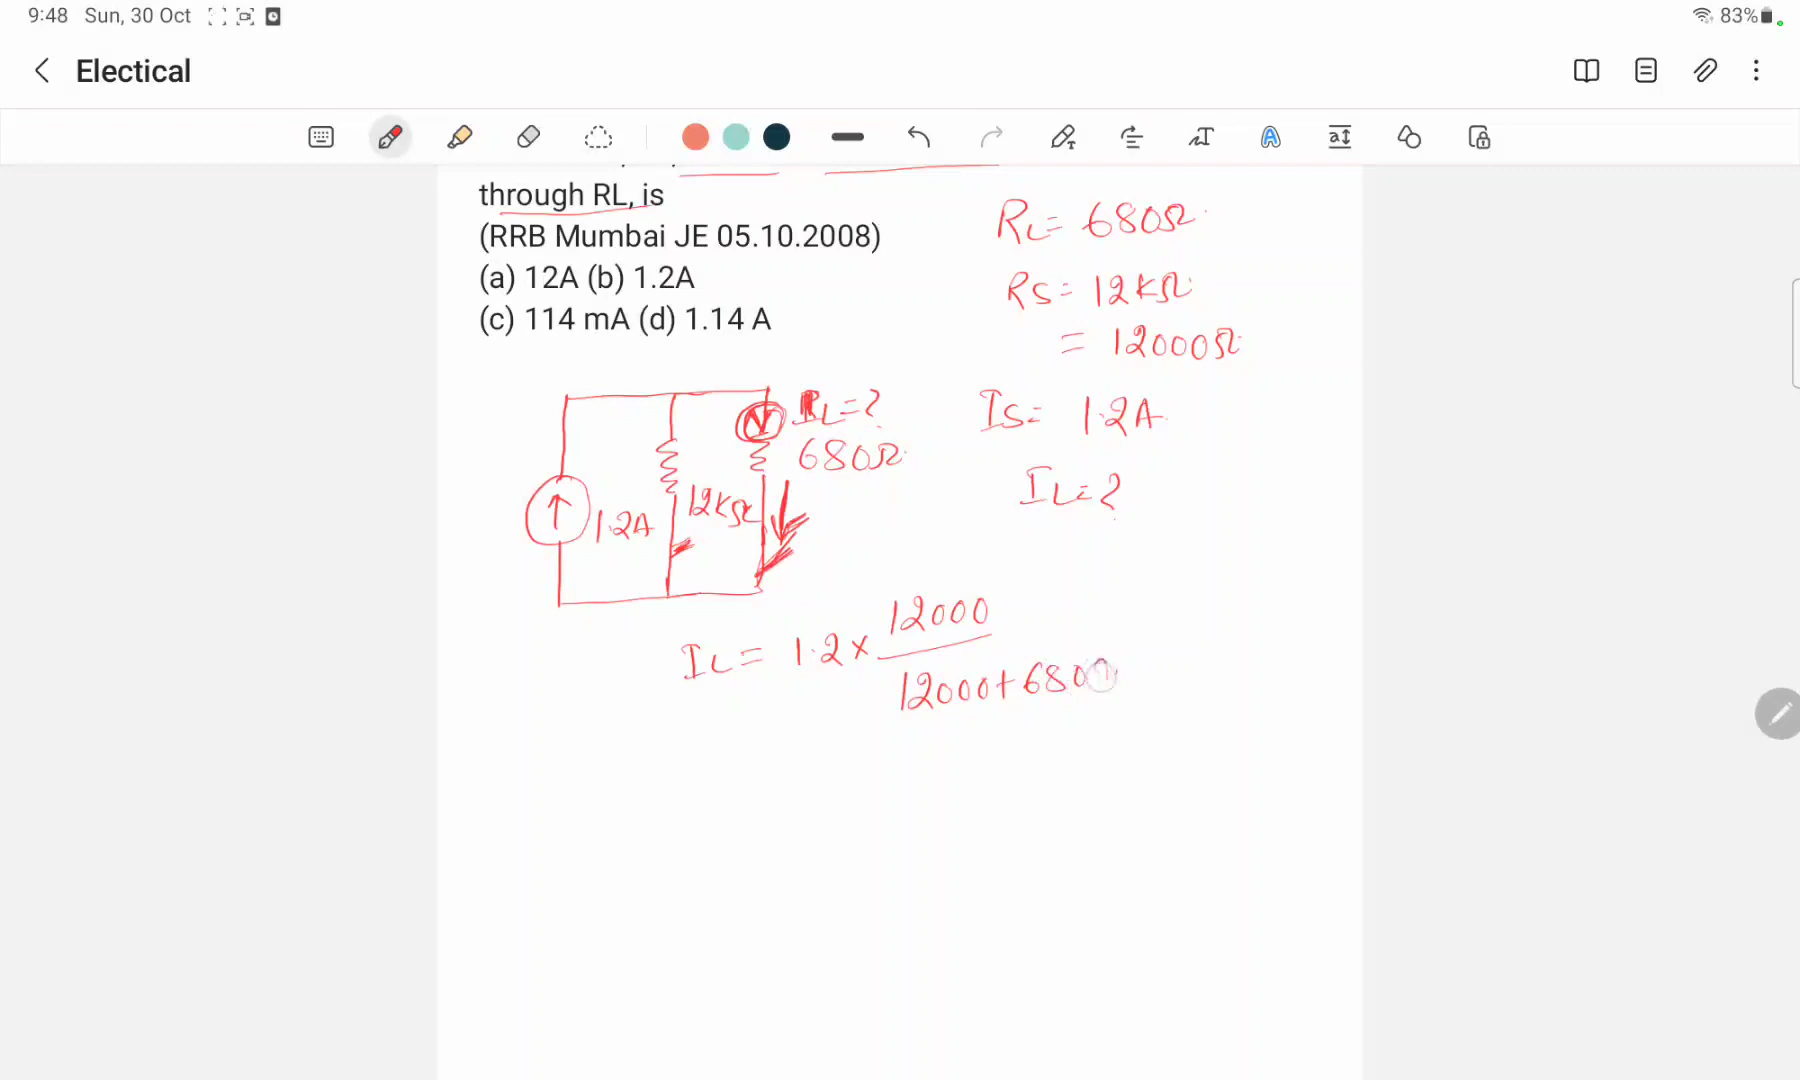 9:48 Sun, 30 Oct
83%
Electical
through RL, is
(RRB Mumbai JE 05.10.2008)
(a) 12A (b) 1.2A
(c) 114 mA (d) 1.14 A
RL= 680Ω
RS= 12KΩ
= 12000Ω
IS= 1.2A
IL=?
L=?
680Ω
12KΩ
1.2A
IL= 1.2× 12000
12000+680